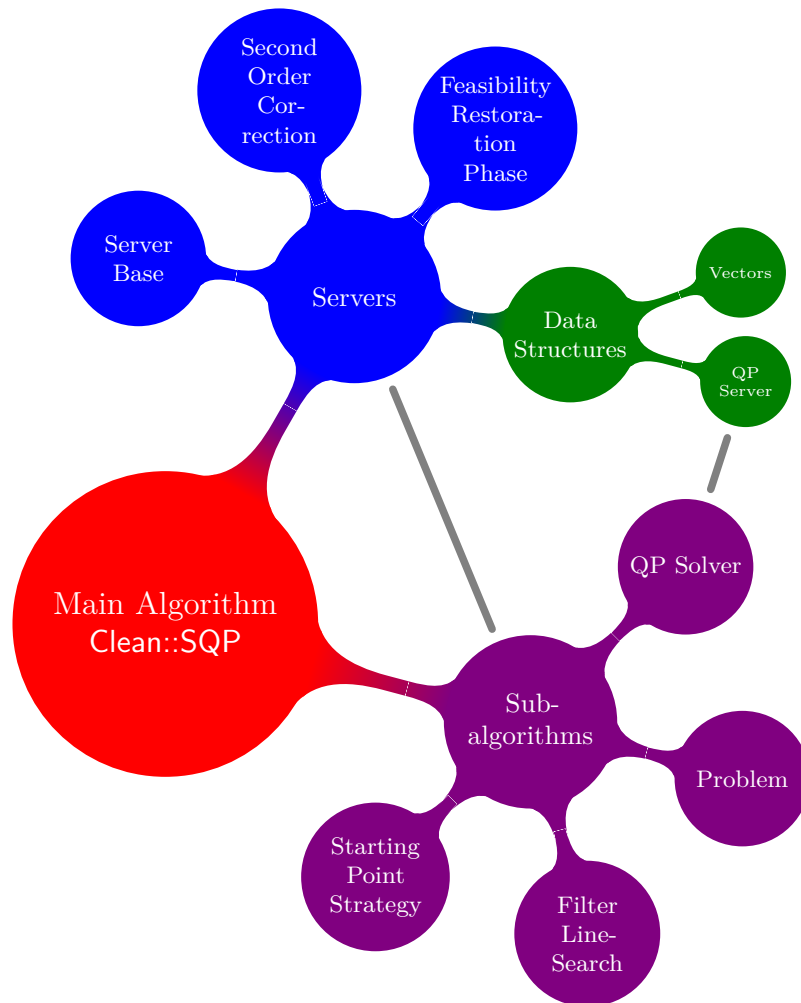 Second
Order
Cor-
rection
Feasibility
Restora-
tion
Phase
Server
Base
Servers
Data
Structures
Vectors
QP
Server
Main Algorithm
Clean::SQP
QP Solver
Sub-
algorithms
Problem
Starting
Point
Strategy
Filter
Line-
Search